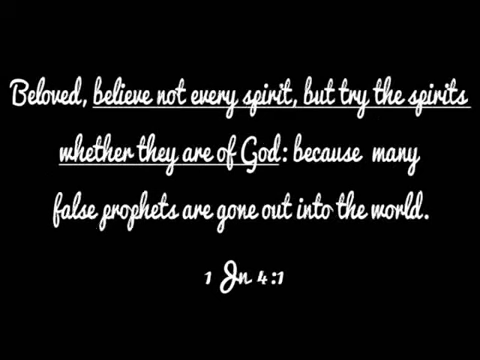 Beloved, believe not every spirit, but try the spirits
whether they are of God: because many
false prophets are gone out into the world.
1 Jn 4:1